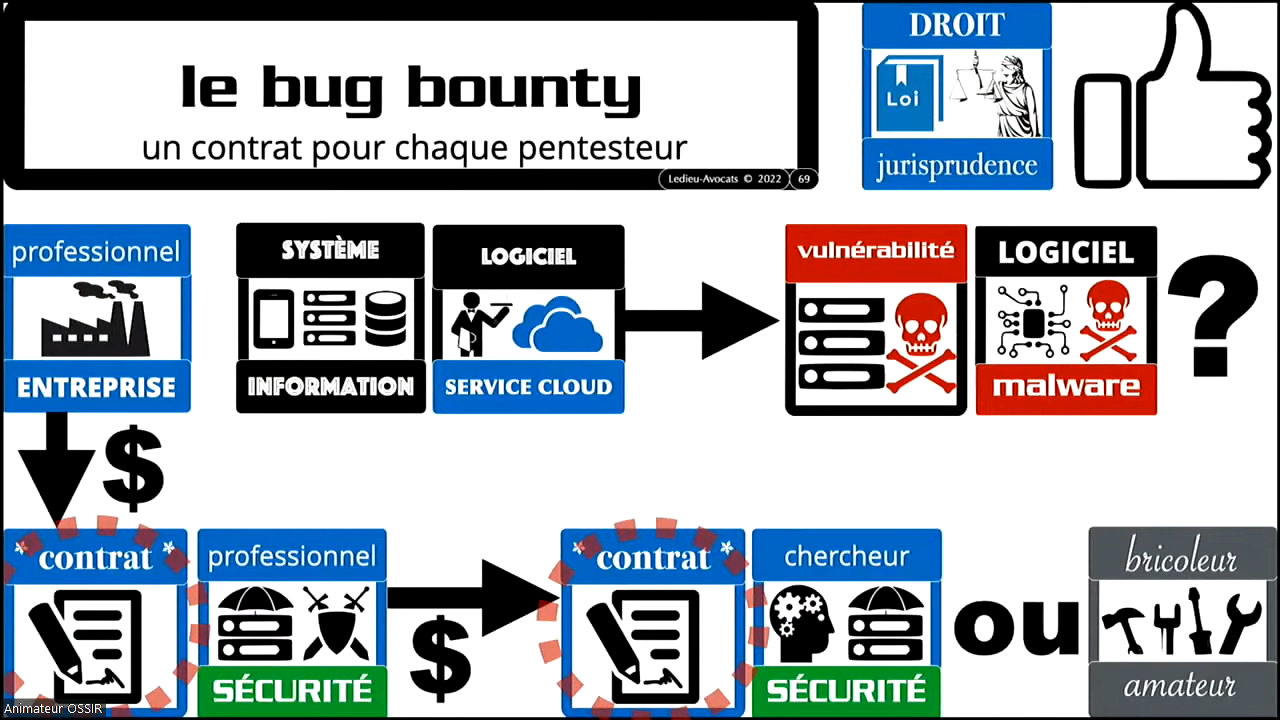 le bug bounty
un contrat pour chaque pentesteur
Ledieu-Avocats © 2022 69
DROIT
Loi
jurisprudence
professionnel
ENTREPRISE
SYSTÈME
INFORMATION
LOGICIEL
SERVICE CLOUD
vulnérabilité
LOGICIEL
malware
?
$
* contrat *
professionnel
SÉCURITÉ
$
* contrat *
chercheur
SÉCURITÉ
ou
bricoleur
amateur
Animateur OSSIR